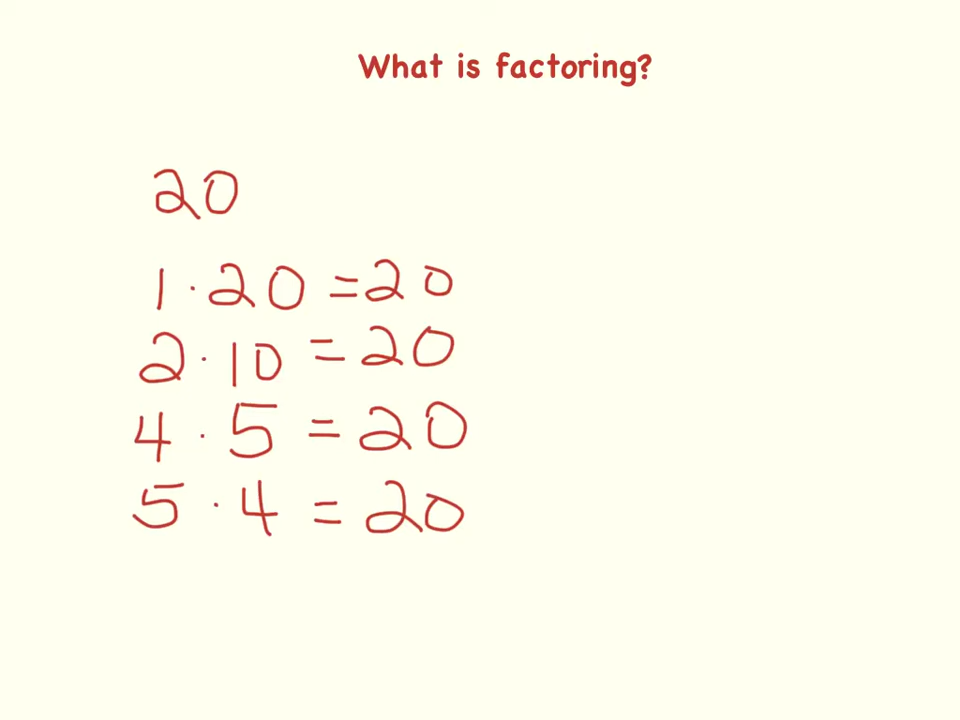 What is factoring?
20
1 · 20 = 20
2 · 10 = 20
4 · 5 = 20
5 · 4 = 20